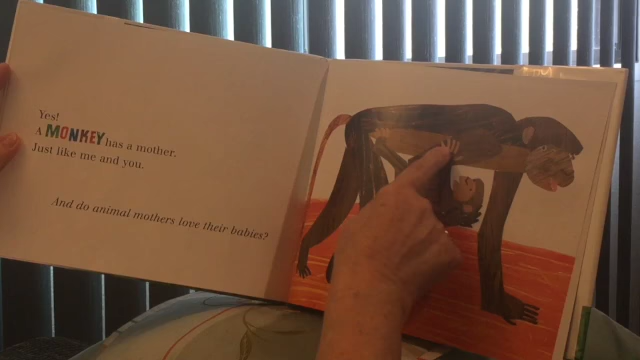 Yes!
A MONKEY has a mother.
Just like me and you.
And do animal mothers love their babies?